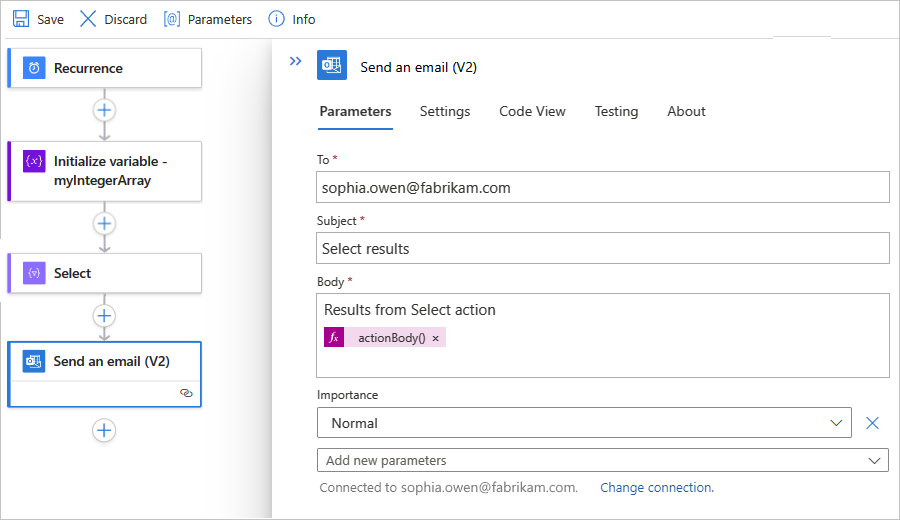 Save Discard [@] Parameters Info
Recurrence
{x} Initialize variable -
myIntegerArray
Select
Send an email (V2)
Send an email (V2)
Parameters Settings Code View Testing About
To *
sophia.owen@fabrikam.com
Subject *
Select results
Body *
Results from Select action
fx actionBody() ×
Importance
Normal
Add new parameters
Connected to sophia.owen@fabrikam.com. Change connection.